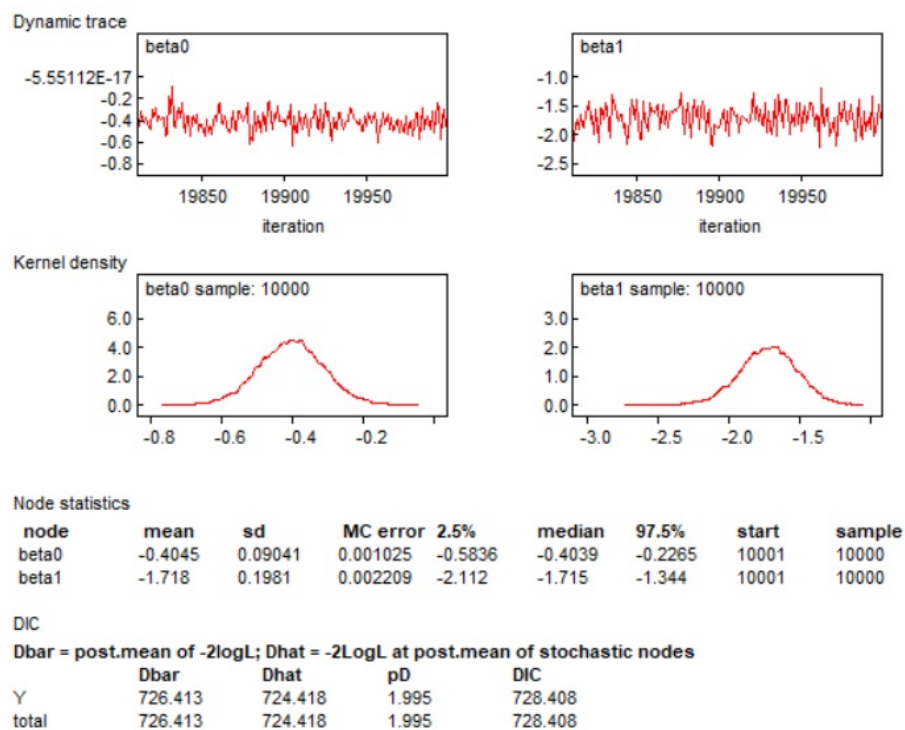 Dynamic trace
beta0
-5.55112E-17
-0.2
-0.4
-0.6
-0.8
19850 19900 19950
iteration
beta1
-1.0
-1.5
-2.0
-2.5
19850 19900 19950
iteration
Kernel density
beta0 sample: 10000
6.0
4.0
2.0
0.0
-0.8 -0.6 -0.4 -0.2
beta1 sample: 10000
3.0
2.0
1.0
0.0
-3.0 -2.5 -2.0 -1.5
Node statistics
node mean sd MC error 2.5% median 97.5% start sample
beta0 -0.4045 0.09041 0.001025 -0.5836 -0.4039 -0.2265 10001 10000
beta1 -1.718 0.1981 0.002209 -2.112 -1.715 -1.344 10001 10000
DIC
Dbar = post.mean of -2logL; Dhat = -2LogL at post.mean of stochastic nodes
Dbar Dhat pD DIC
Y 726.413 724.418 1.995 728.408
total 726.413 724.418 1.995 728.408